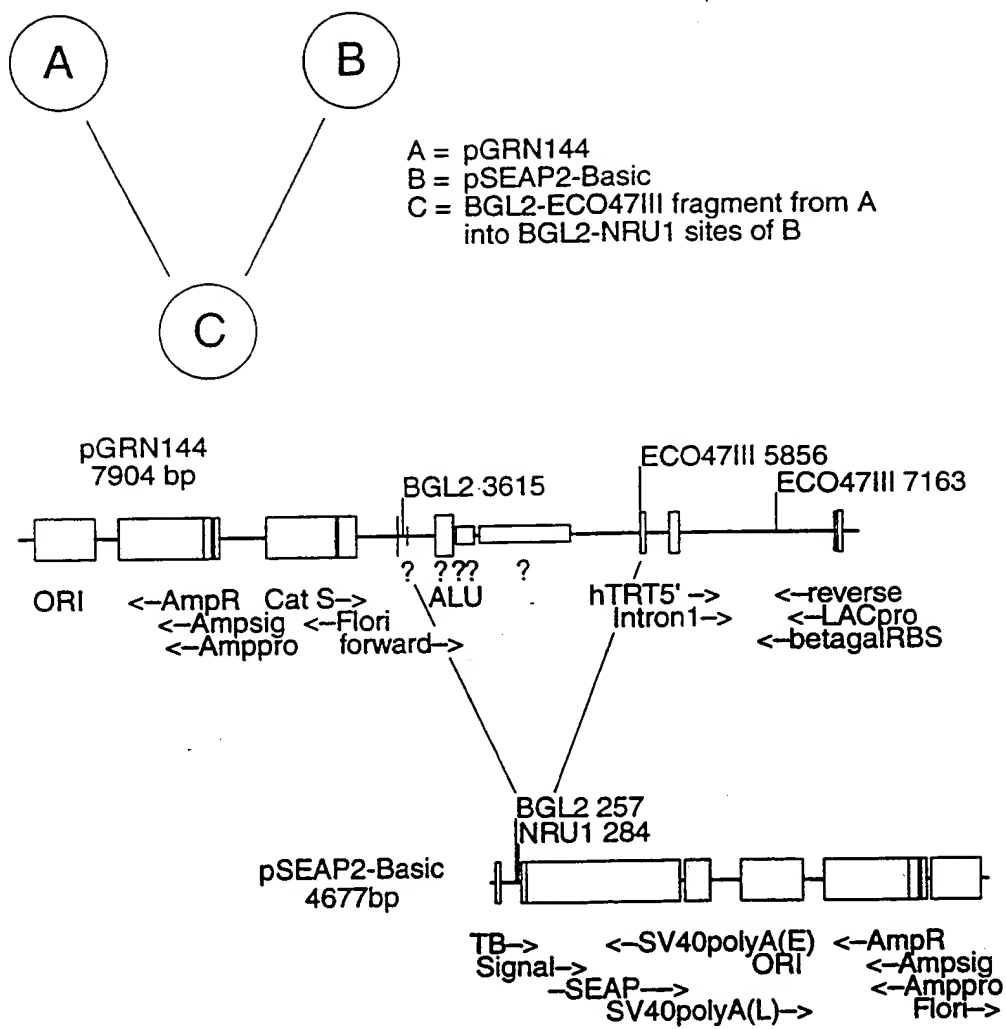 A
B
A = pGRN144
B = pSEAP2-Basic
C = BGL2-ECO47III fragment from A
into BGL2-NRU1 sites of B
C
pGRN144
7904 bp
ECO47III 5856
ECO47III 7163
BGL2 3615
? ? ?? ?
ORI <-AmpR Cat S-> ALU hTRT5' -> <-reverse
<-Ampsig <-Flori Intron1-> <-LACpro
<-Amppro forward-> <-betagalRBS
BGL2 257
NRU1 284
pSEAP2-Basic
4677bp
TB-> <-SV40polyA(E) <-AmpR
Signal-> ORI <-Ampsig
-SEAP-> <-Amppro
SV40polyA(L)-> Flori->